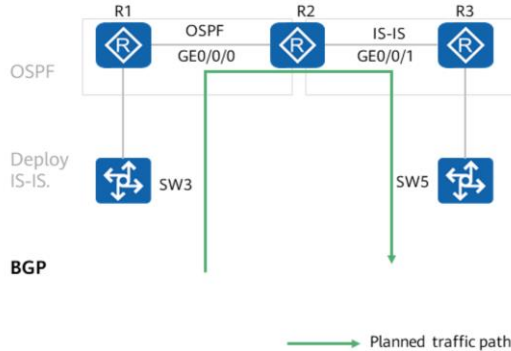 R1 R2 R3
OSPF IS-IS
GE0/0/0 GE0/0/1
OSPF
Deploy
IS-IS.
SW3 SW5
BGP
Planned traffic path